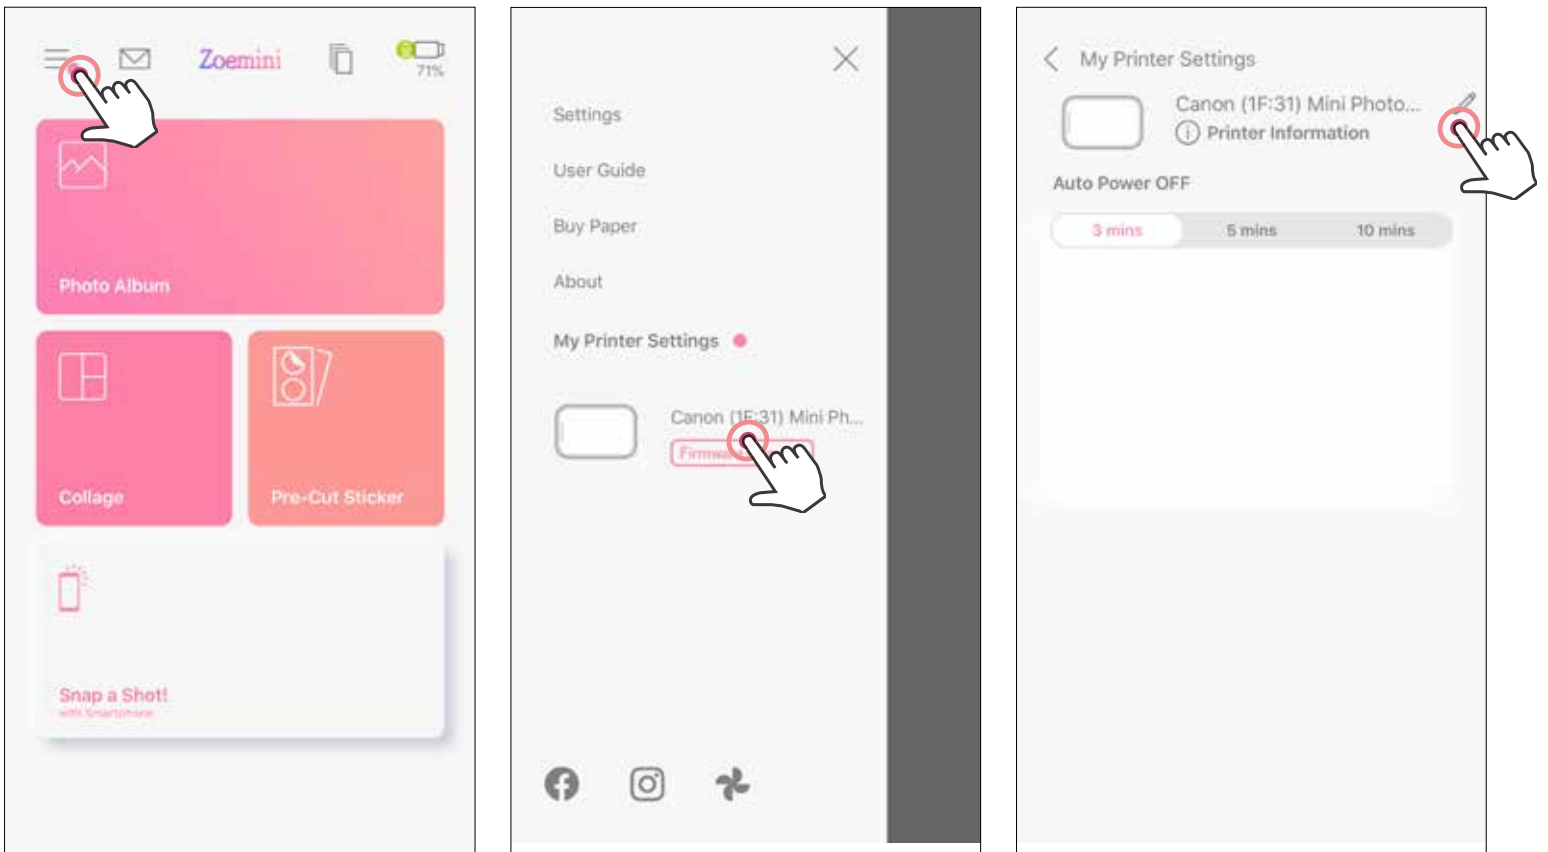 Zoemini
71%
Photo Album
Collage
Pre-Cut Sticker
Snap a Shot!
with Smartphone
Settings
User Guide
Buy Paper
About
My Printer Settings
Canon (1F:31) Mini Ph...
My Printer Settings
Canon (1F:31) Mini Photo...
Printer Information
Auto Power OFF
3 mins 5 mins 10 mins